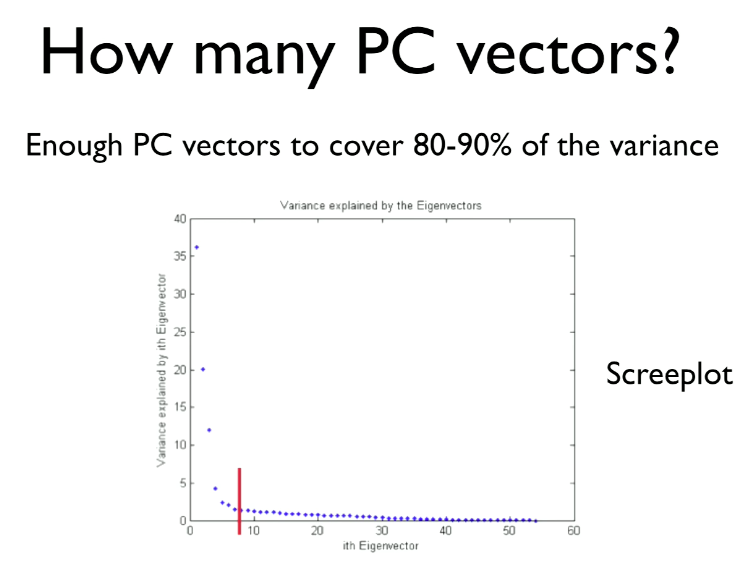 How many PC vectors?
Enough PC vectors to cover 80-90% of the variance
Variance explained by the Eigenvectors
Variance explained by ith Eigenvector
40
35
30
25
20
15
10
5
0
0 10 20 30 40 50 60
ith Eigenvector
Screeplot